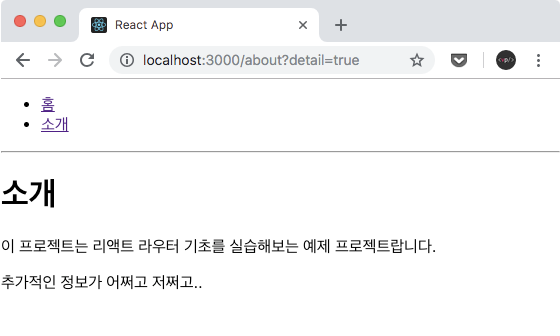 React App
localhost:3000/about?detail=true
홈
소개
소개
이 프로젝트는 리액트 라우터 기초를 실습해보는 예제 프로젝트랍니다.
추가적인 정보가 어쩌고 저쩌고..